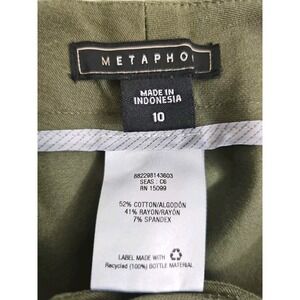 METAPHO
MADE IN
INDONESIA
10
882298143603
SEAS : C6
RN 15099
52% COTTON/ALGODÓN
41% RAYON/RAYÓN
7% SPANDEX
LABEL MADE WITH
Recycled (100%) BOTTLE MATERIAL